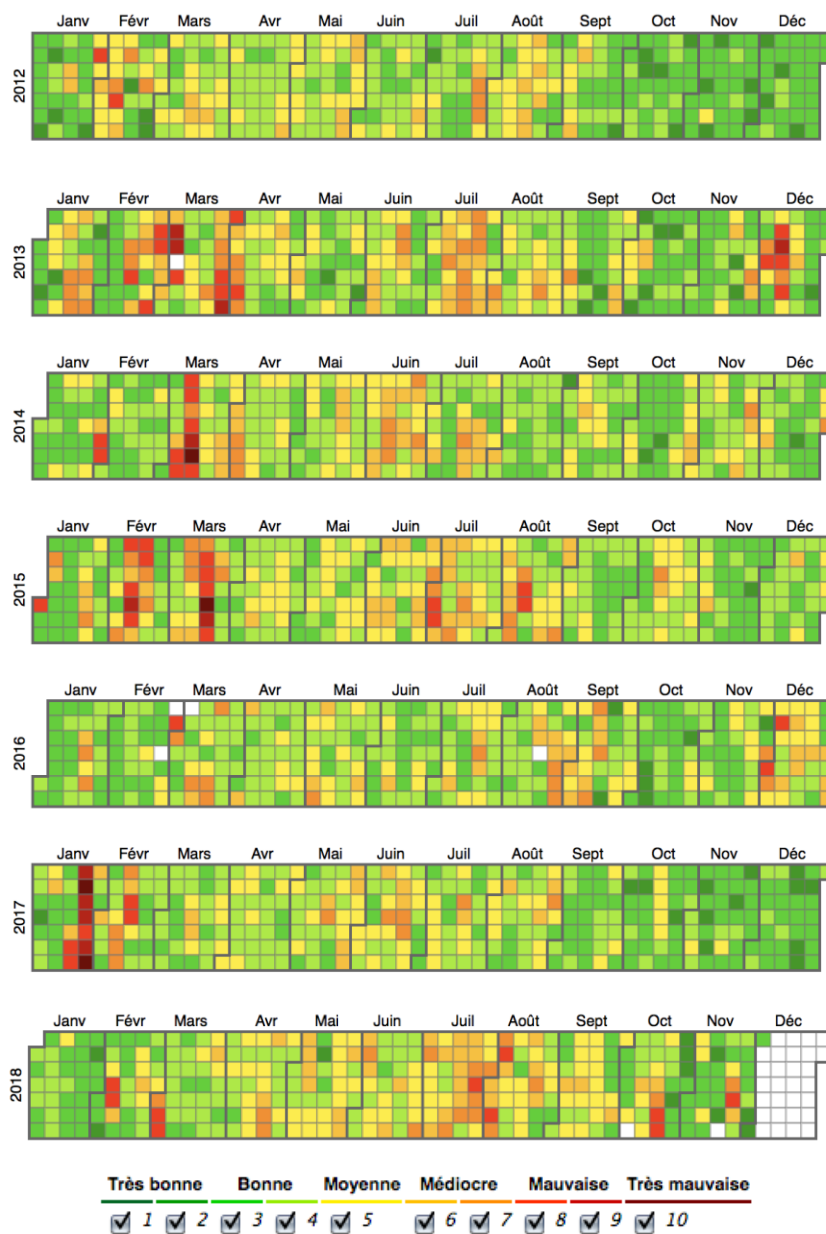 Janv Févr Mars Avr Mai Juin Juil Août Sept Oct Nov Déc
2012
Janv Févr Mars Avr Mai Juin Juil Août Sept Oct Nov Déc
2013
Janv Févr Mars Avr Mai Juin Juil Août Sept Oct Nov Déc
2014
Janv Févr Mars Avr Mai Juin Juil Août Sept Oct Nov Déc
2015
Janv Févr Mars Avr Mai Juin Juil Août Sept Oct Nov Déc
2016
Janv Févr Mars Avr Mai Juin Juil Août Sept Oct Nov Déc
2017
Janv Févr Mars Avr Mai Juin Juil Août Sept Oct Nov Déc
2018
Très bonne Bonne Moyenne Médiocre Mauvaise Très mauvaise
1 2 3 4 5 6 7 8 9 10